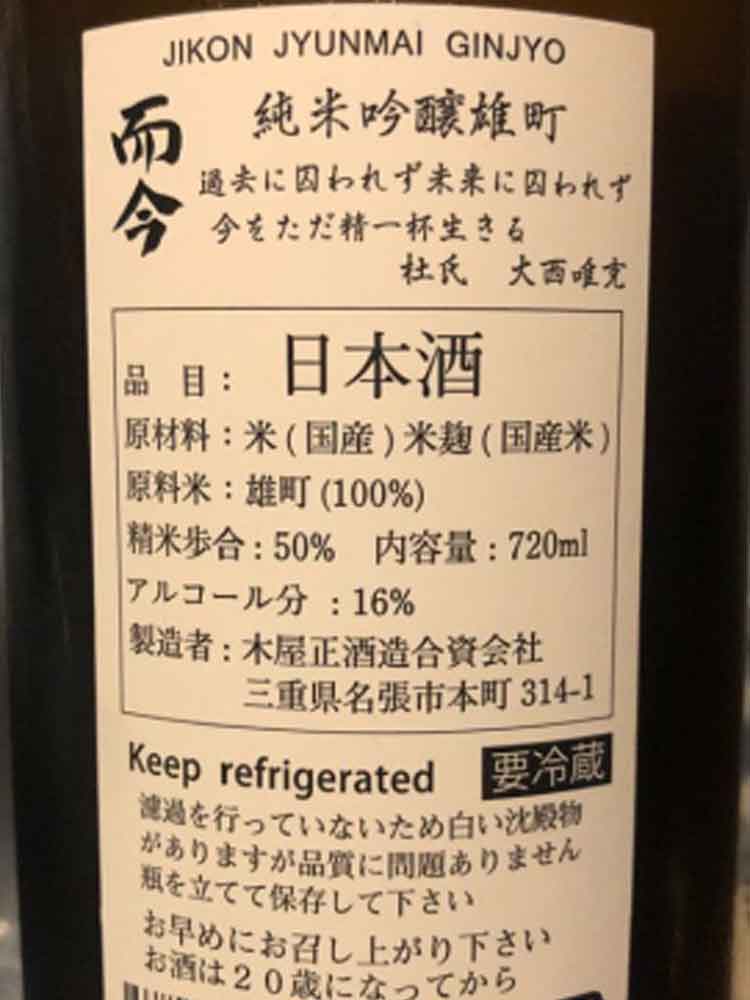 JIKON JYUNMAI GINJYO
而今
純米吟醸雄町
過去に囚われず未来に囚われず
今をただ精一杯生きる
杜氏 大西唯克
品 目： 日本酒
原材料：米(国産)米麹(国産米)
原料米：雄町(100%)
精米歩合：50% 内容量：720ml
アルコール分 ：16%
製造者：木屋正酒造合資会社
三重県名張市本町314-1
Keep refrigerated 要冷蔵
濾過を行っていないため白い沈殿物
がありますが品質に問題ありません
瓶を立てて保存して下さい
お早めにお召し上がり下さい
お酒は20歳になってから